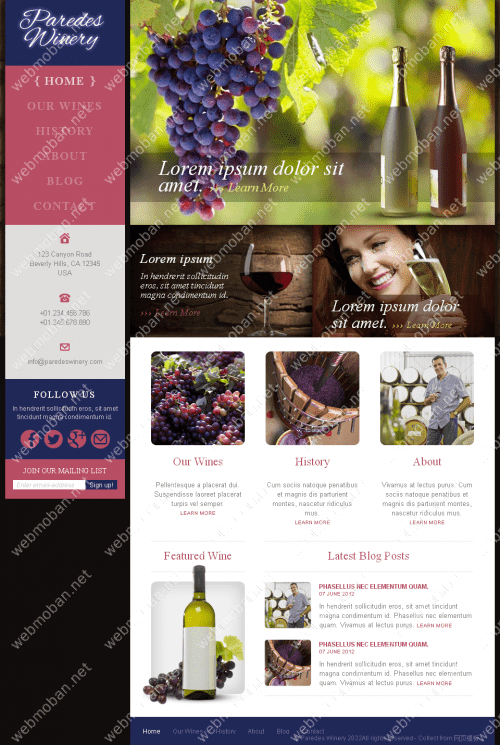 Paredes
Winery
{ HOME }
OUR WINES
HISTORY
ABOUT
BLOG
CONTACT
123 Canyon Road
Beverly Hills, CA 12345
USA
+01.234.456.786
+01.245.678.890
info@paredeswinery.com
FOLLOW US
In hendrerit sollicitudin eros, sit amet
tincidunt magna condimentum id.
JOIN OUR MAILING LIST
Enter email address
Sign up!
Lorem ipsum dolor sit
amet. ››› Learn More
Lorem ipsum
In hendrerit sollicitudin
eros, sit amet tincidunt
magna condimentum id.
››› Learn More
Lorem ipsum dolor
sit amet. ››› Learn More
Our Wines
Pellentesque a placerat dui.
Suspendisse laoreet placerat
turpis vel semper.
LEARN MORE
History
Cum sociis natoque penatibus
et magnis dis parturient
montes, nascetur ridiculus
mus.
LEARN MORE
About
Vivamus at lectus purus. Cum
sociis natoque penatibus et
magnis dis parturient montes,
nascetur ridiculus mus.
LEARN MORE
Featured Wine
Latest Blog Posts
PHASELLUS NEC ELEMENTUM QUAM.
07 JUNE 2012
In hendrerit sollicitudin eros, sit amet tincidunt
magna condimentum id. Phasellus nec elementum
quam. Vivamus at lectus purus. LEARN MORE
PHASELLUS NEC ELEMENTUM QUAM.
07 JUNE 2012
In hendrerit sollicitudin eros, sit amet tincidunt
magna condimentum id. Phasellus nec elementum
quam. Vivamus at lectus purus. LEARN MORE
Home Our Wines History About Blog Contact
Paredes Winery 2022All rights reserved - Collect from
webmoban.net